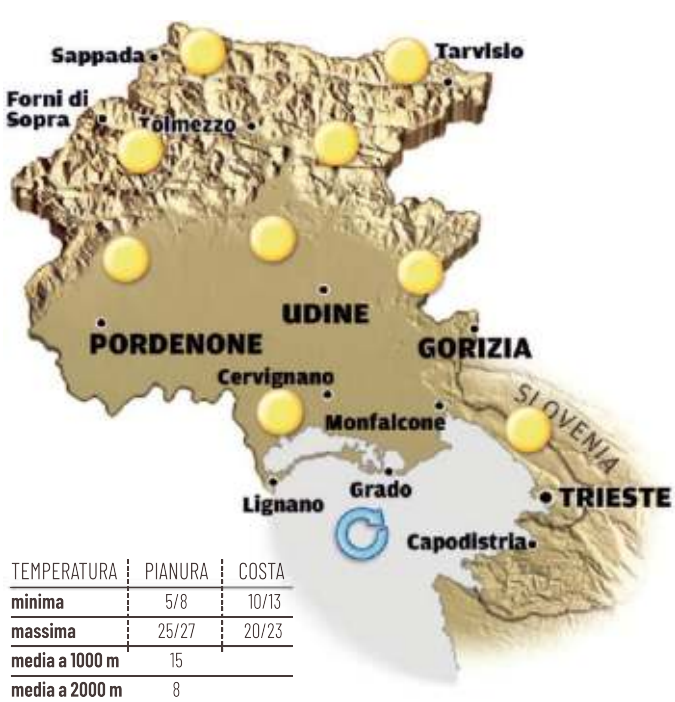 Sappada
Tarvisio
Forni di
Sopra
Tolmezzo
UDINE
PORDENONE
GORIZIA
Cervignano
SLOVENIA
Monfalcone
Grado
Lignano
TRIESTE
Capodistria
TEMPERATURA PIANURA COSTA
minima 5/8 10/13
massima 25/27 20/23
media a 1000 m 15
media a 2000 m 8